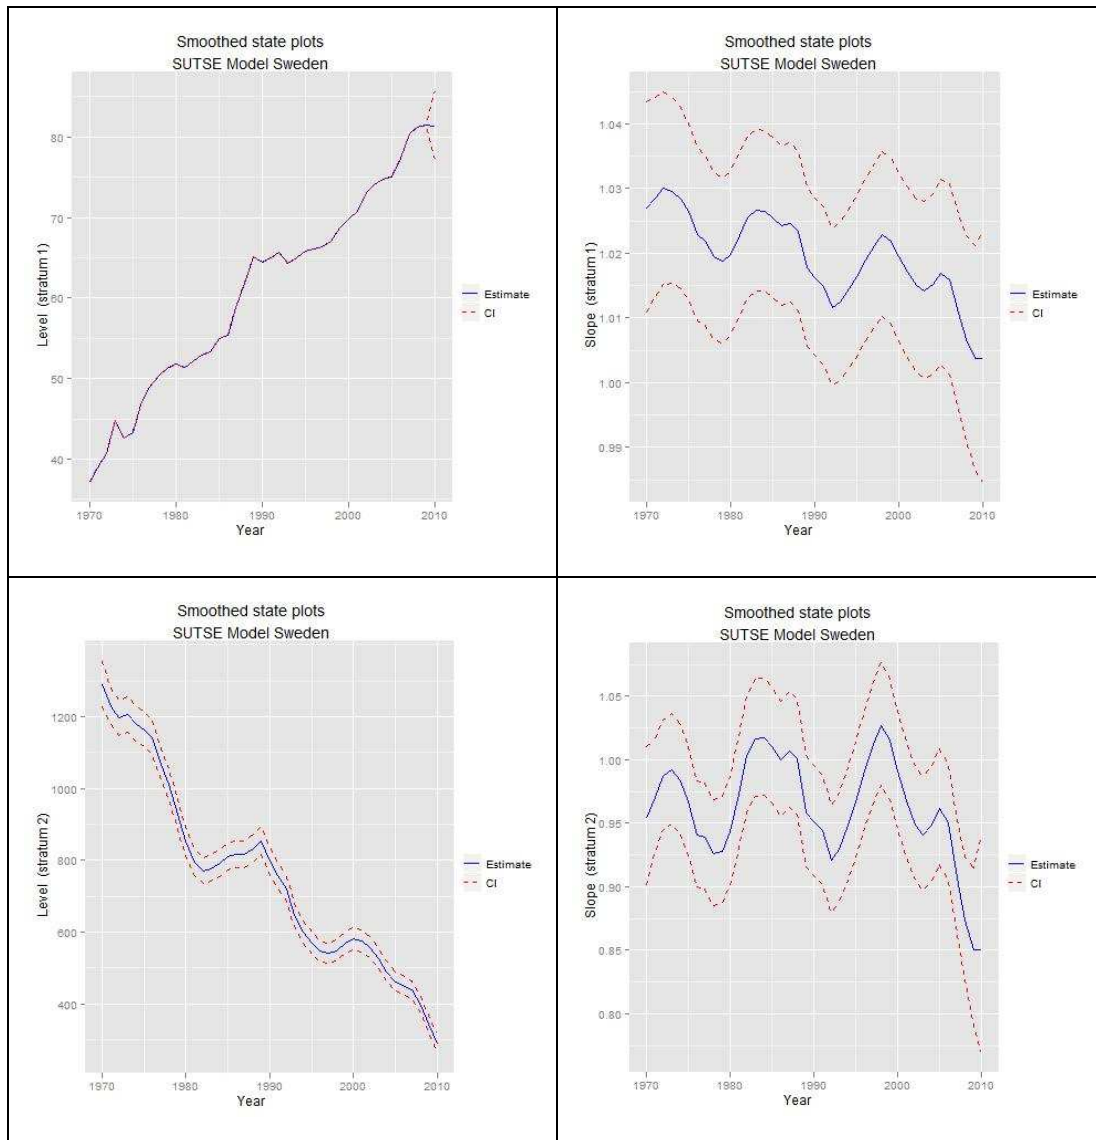 Smoothed state plots
SUTSE Model Sweden
Level (stratum 1)
80
70
60
50
40
1970 1980 1990 2000 2010
Year
Estimate
CI
Smoothed state plots
SUTSE Model Sweden
Slope (stratum 1)
1.04
1.03
1.02
1.01
1.00
0.99
1970 1980 1990 2000 2010
Year
Estimate
CI
Smoothed state plots
SUTSE Model Sweden
Level (stratum 2)
1200
1000
800
600
400
1970 1980 1990 2000 2010
Year
Estimate
CI
Smoothed state plots
SUTSE Model Sweden
Slope (stratum 2)
1.05
1.00
0.95
0.90
0.85
0.80
1970 1980 1990 2000 2010
Year
Estimate
CI